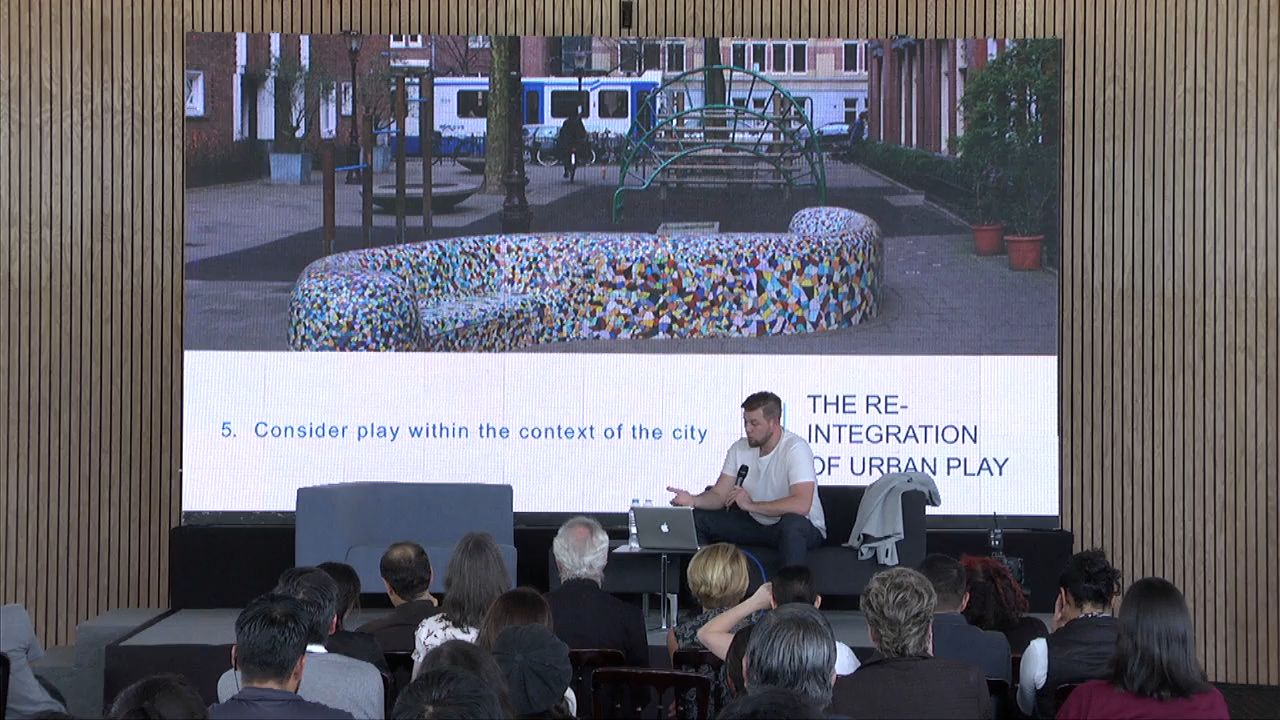 5. Consider play within the context of the city
THE RE-
INTEGRATION
OF URBAN PLAY